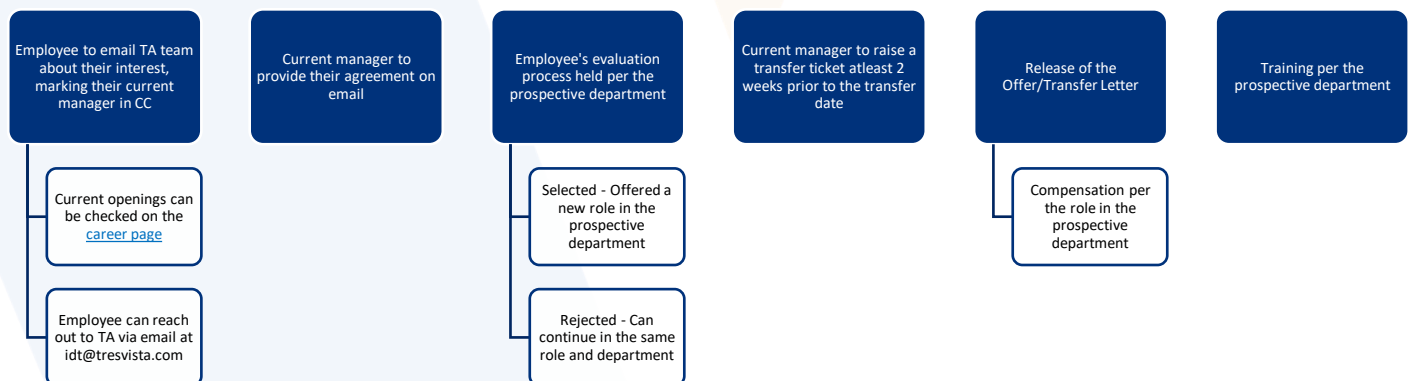 Employee to email TA team
about their interest,
marking their current
manager in CC
Current openings can
be checked on the
career page
Employee can reach
out to TA via email at
idt@tresvista.com
Current manager to
provide their agreement on
email
Employee's evaluation
process held per the
prospective department
Selected - Offered a
new role in the
prospective
department
Rejected - Can
continue in the same
role and department
Current manager to raise a
transfer ticket atleast 2
weeks prior to the transfer
date
Release of the
Offer/Transfer Letter
Compensation per
the role in the
prospective
department
Training per the
prospective department